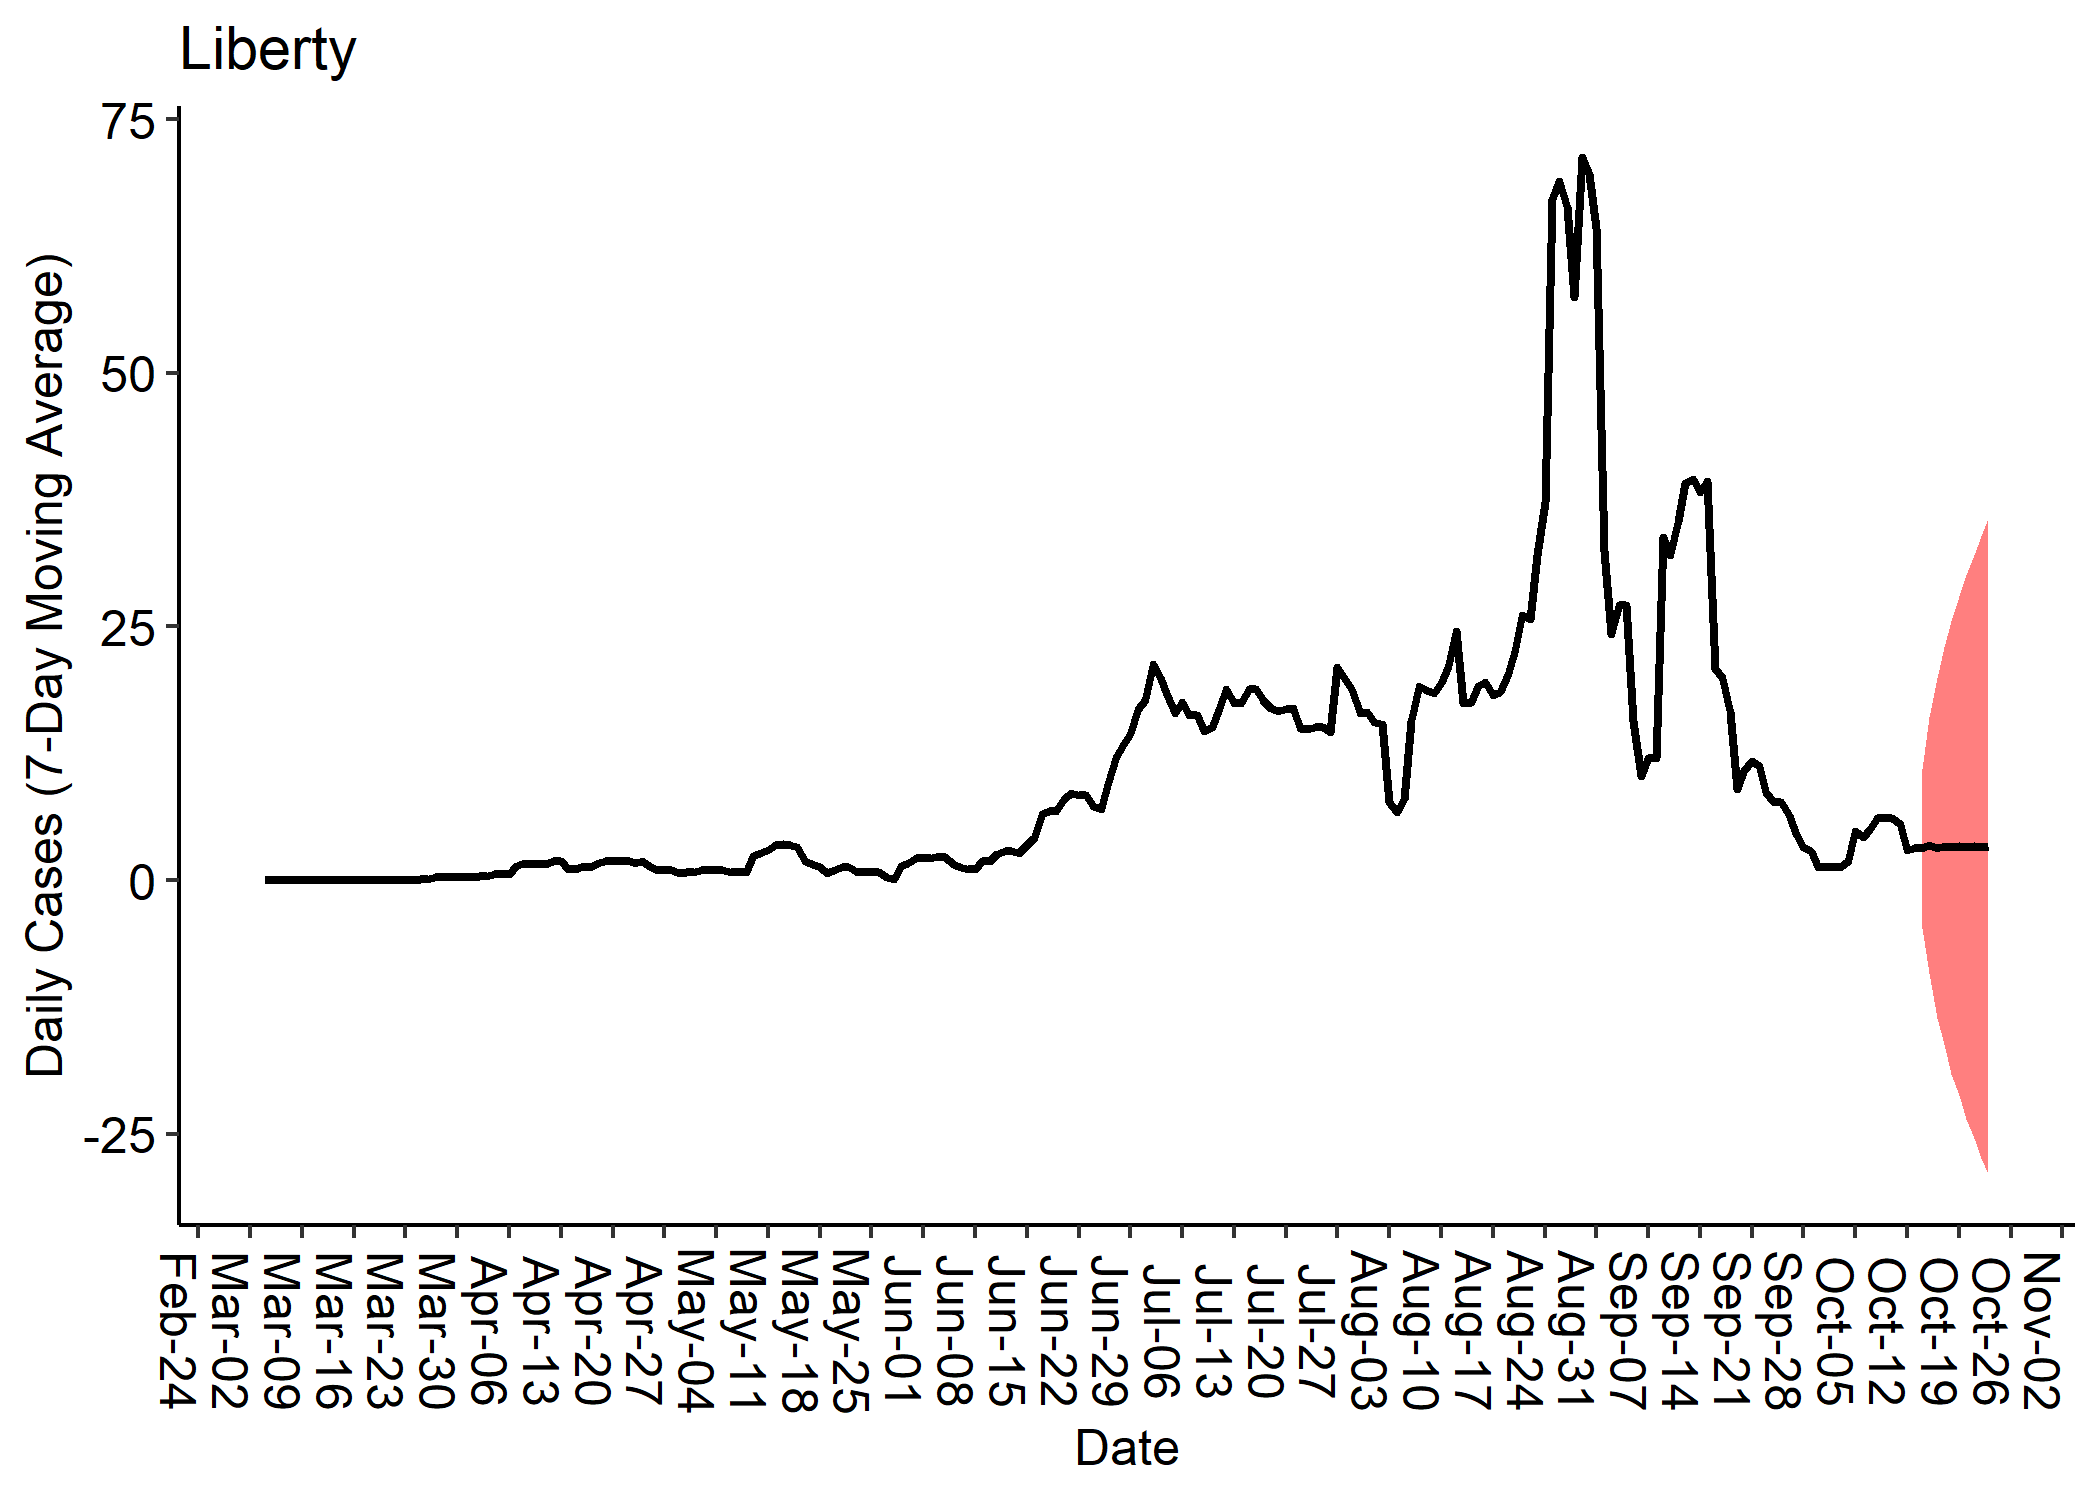 Liberty
75
50
25
0
-25
Daily Cases (7-Day Moving Average)
Feb-24
Mar-02
Mar-09
Mar-16
Mar-23
Mar-30
Apr-06
Apr-13
Apr-20
Apr-27
May-04
May-11
May-18
May-25
Jun-01
Jun-08
Jun-15
Jun-22
Jun-29
Jul-06
Jul-13
Jul-20
Jul-27
Aug-03
Aug-10
Aug-17
Aug-24
Aug-31
Sep-07
Sep-14
Sep-21
Sep-28
Oct-05
Oct-12
Oct-19
Oct-26
Nov-02
Date